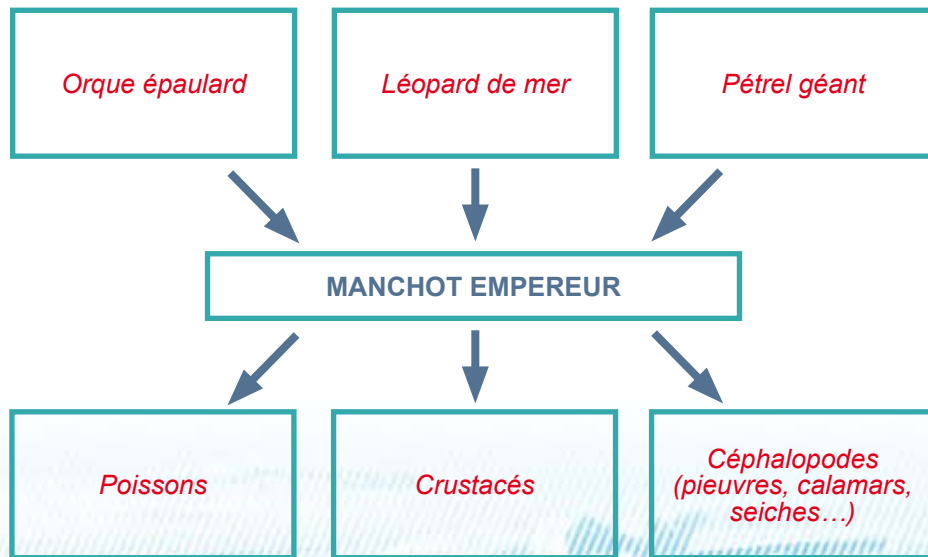 Orque épaulard
Léopard de mer
Pétrel géant
MANCHOT EMPEREUR
Poissons
Crustacés
Céphalopodes
(pieuvres, calamars,
seiches…)